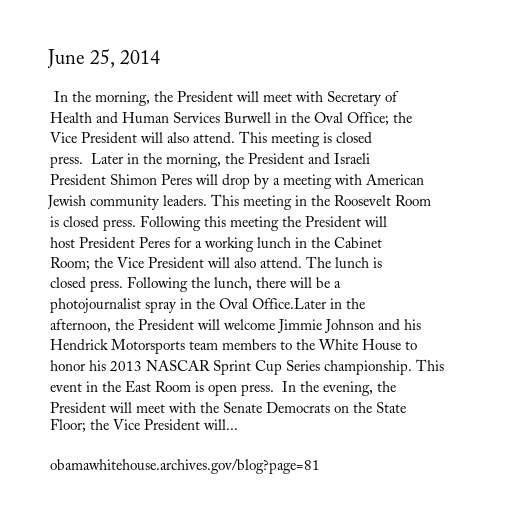 June 25, 2014
In the morning, the President will meet with Secretary of
Health and Human Services Burwell in the Oval Office; the
Vice President will also attend. This meeting is closed
press.  Later in the morning, the President and Israeli
President Shimon Peres will drop by a meeting with American
Jewish community leaders. This meeting in the Roosevelt Room
is closed press. Following this meeting the President will
host President Peres for a working lunch in the Cabinet
Room; the Vice President will also attend. The lunch is
closed press. Following the lunch, there will be a
photojournalist spray in the Oval Office.Later in the
afternoon, the President will welcome Jimmie Johnson and his
Hendrick Motorsports team members to the White House to
honor his 2013 NASCAR Sprint Cup Series championship. This
event in the East Room is open press.  In the evening, the
President will meet with the Senate Democrats on the State
Floor; the Vice President will...
obamawhitehouse.archives.gov/blog?page=81